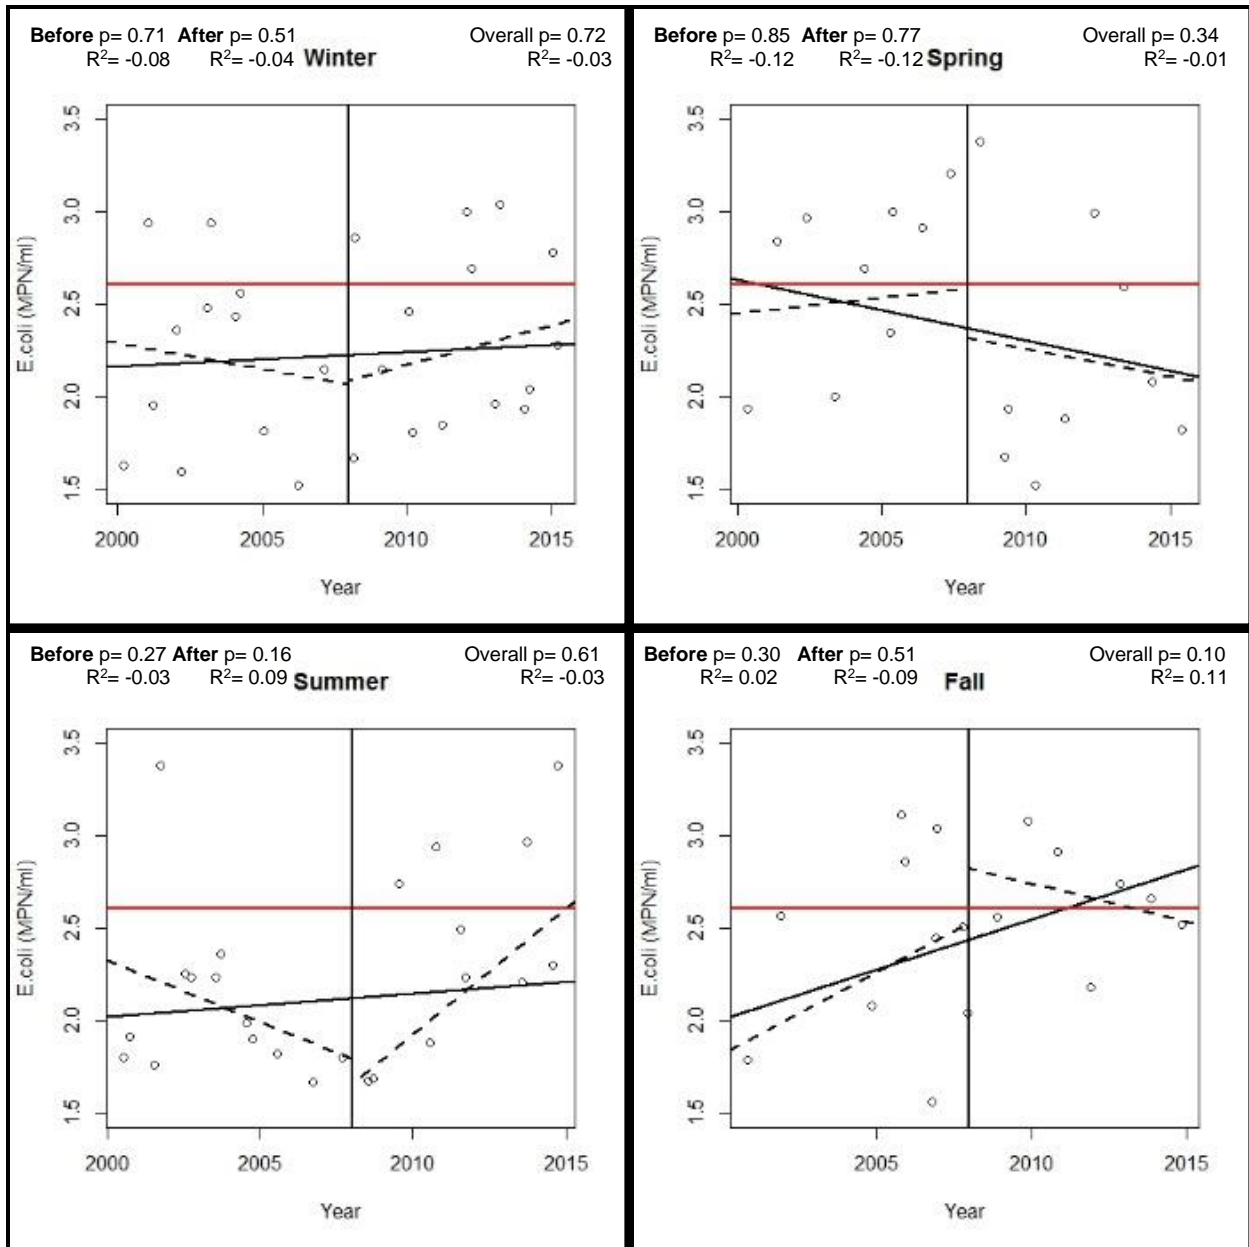 Before p= 0.71 After p= 0.51 Overall p= 0.72
R²= -0.08 R²= -0.04 Winter R²= -0.03
3.5
3.0
2.5
2.0
1.5
E.coli (MPN/ml)
2000 2005 2010 2015
Year
Before p= 0.85 After p= 0.77 Overall p= 0.34
R²= -0.12 R²= -0.12 Spring R²= -0.01
3.5
3.0
2.5
2.0
1.5
E.coli (MPN/ml)
2000 2005 2010 2015
Year
Before p= 0.27 After p= 0.16 Overall p= 0.61
R²= -0.03 R²= 0.09 Summer R²= -0.03
3.5
3.0
2.5
2.0
1.5
E.coli (MPN/ml)
2000 2005 2010 2015
Year
Before p= 0.30 After p= 0.51 Overall p= 0.10
R²= 0.02 R²= -0.09 Fall R²= 0.11
3.5
3.0
2.5
2.0
1.5
E.coli (MPN/ml)
2005 2010 2015
Year